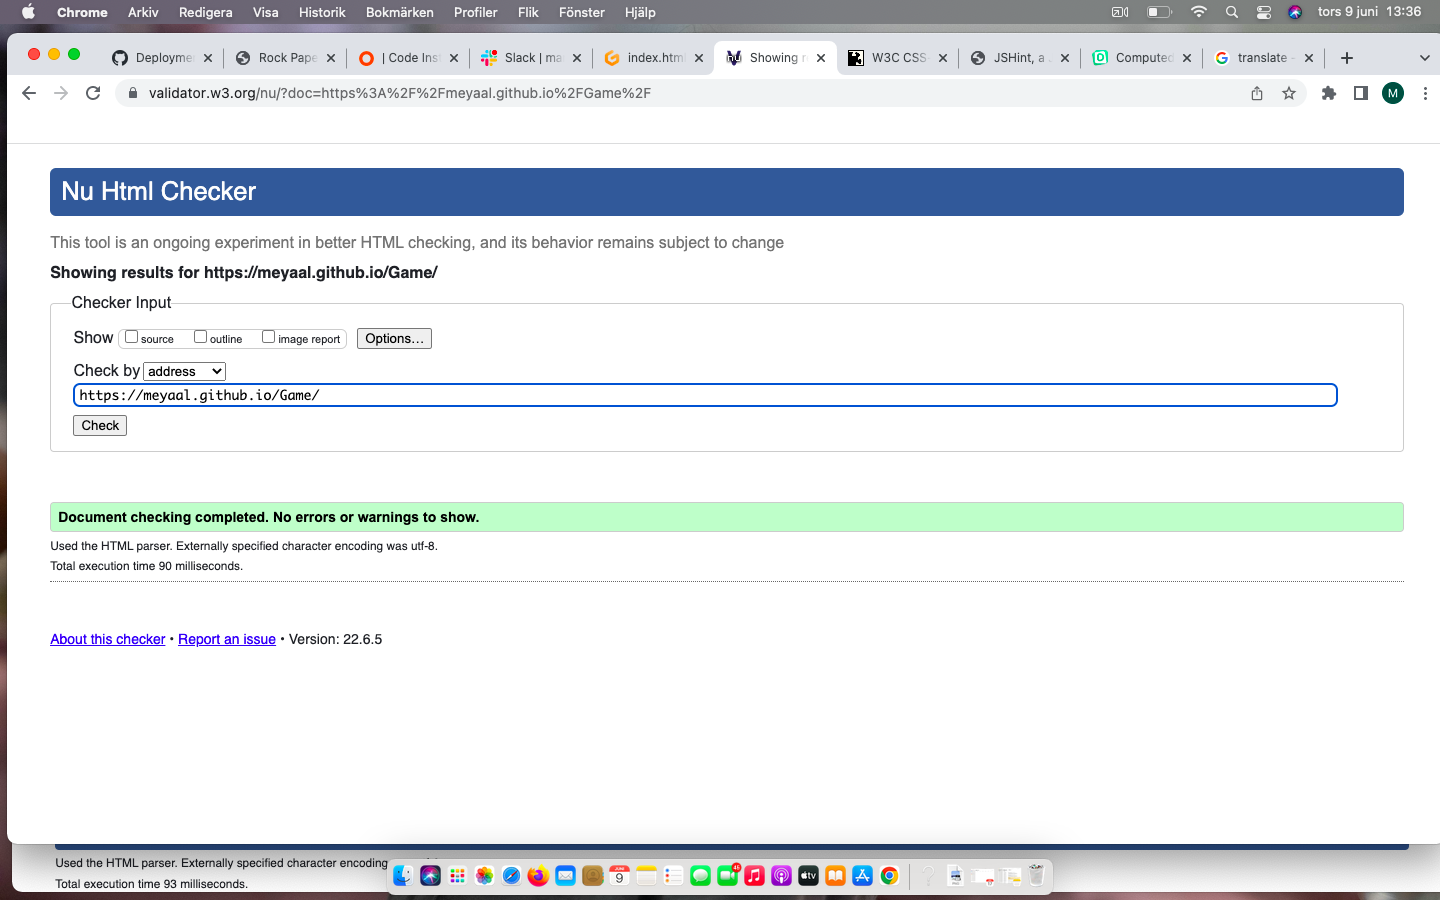 Chrome Arkiv Redigera Visa Historik Bokmärken Profiler Flik Fönster Hjälp tors 9 juni 13:36
Deployme Rock Pape | Code Ins Slack | ma index.htm Showing r W3C CSS JSHint, a Computed translate -
validator.w3.org/nu/?doc=https%3A%2F%2Fmeyaal.github.io%2FGame%2F M
Nu Html Checker
This tool is an ongoing experiment in better HTML checking, and its behavior remains subject to change
Showing results for https://meyaal.github.io/Game/
Checker Input
Show source outline image report Options...
Check by address
https://meyaal.github.io/Game/
Check
Document checking completed. No errors or warnings to show.
Used the HTML parser. Externally specified character encoding was utf-8.
Total execution time 90 milliseconds.
About this checker • Report an issue • Version: 22.6.5
Used the HTML parser. Externally specified character encoding
Total execution time 93 milliseconds.
9
tv